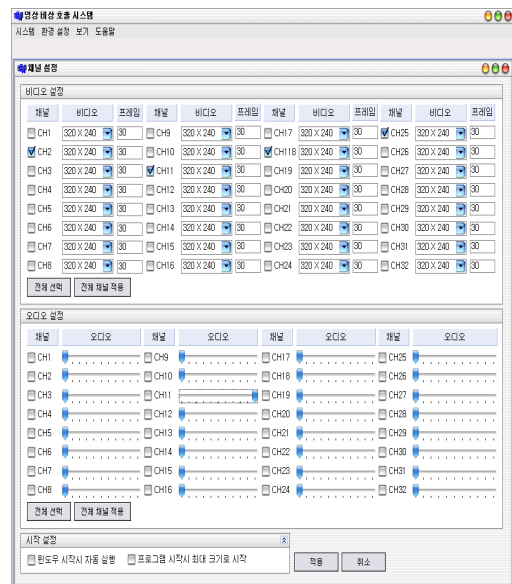 영상 비상 호출 시스템
시스템 환경 설정 보기 도움말
채널 설정
비디오 설정
채널 비디오 프레임 채널 비디오 프레임 채널 비디오 프레임 채널 비디오 프레임
CH1 320 X 240 30 CH9 320 X 240 30 CH17 320 X 240 30 CH25 320 X 240 30
CH2 320 X 240 30 CH10 320 X 240 30 CH118 320 X 240 30 CH26 320 X 240 30
CH3 320 X 240 30 CH11 320 X 240 30 CH19 320 X 240 30 CH27 320 X 240 30
CH4 320 X 240 30 CH12 320 X 240 30 CH20 320 X 240 30 CH28 320 X 240 30
CH5 320 X 240 30 CH13 320 X 240 30 CH21 320 X 240 30 CH29 320 X 240 30
CH6 320 X 240 30 CH14 320 X 240 30 CH22 320 X 240 30 CH30 320 X 240 30
CH7 320 X 240 30 CH15 320 X 240 30 CH23 320 X 240 30 CH31 320 X 240 30
CH8 320 X 240 30 CH16 320 X 240 30 CH24 320 X 240 30 CH32 320 X 240 30
전체 선택 전체 채널 적용
오디오 설정
채널 오디오 채널 오디오 채널 오디오 채널 오디오
CH1 CH9 CH17 CH25
CH2 CH10 CH18 CH26
CH3 CH11 CH19 CH27
CH4 CH12 CH20 CH28
CH5 CH13 CH21 CH29
CH6 CH14 CH22 CH30
CH7 CH15 CH23 CH31
CH8 CH16 CH24 CH32
전체 선택 전체 채널 적용
시작 설정
윈도우 시작시 자동 실행 프로그램 시작시 최대 크기로 시작 적용 취소